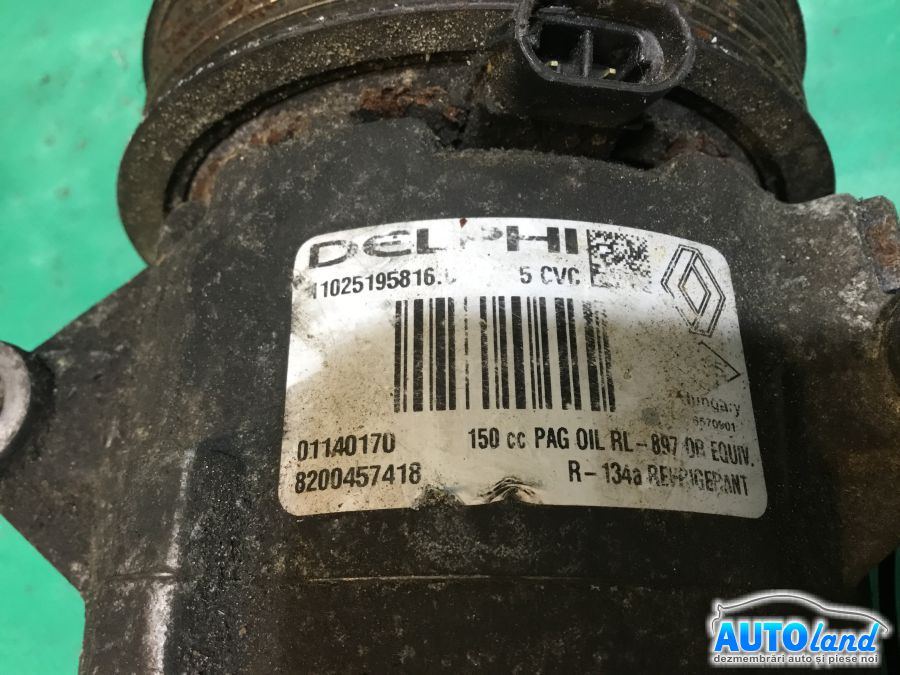 DELPHI
5 CVC
01140170
150 cc PAG OIL RL-897 OR EQUIV.
8200457418
R-134a REFRIGERANT
Hungary
AUTOland
dezmembrări auto și piese noi